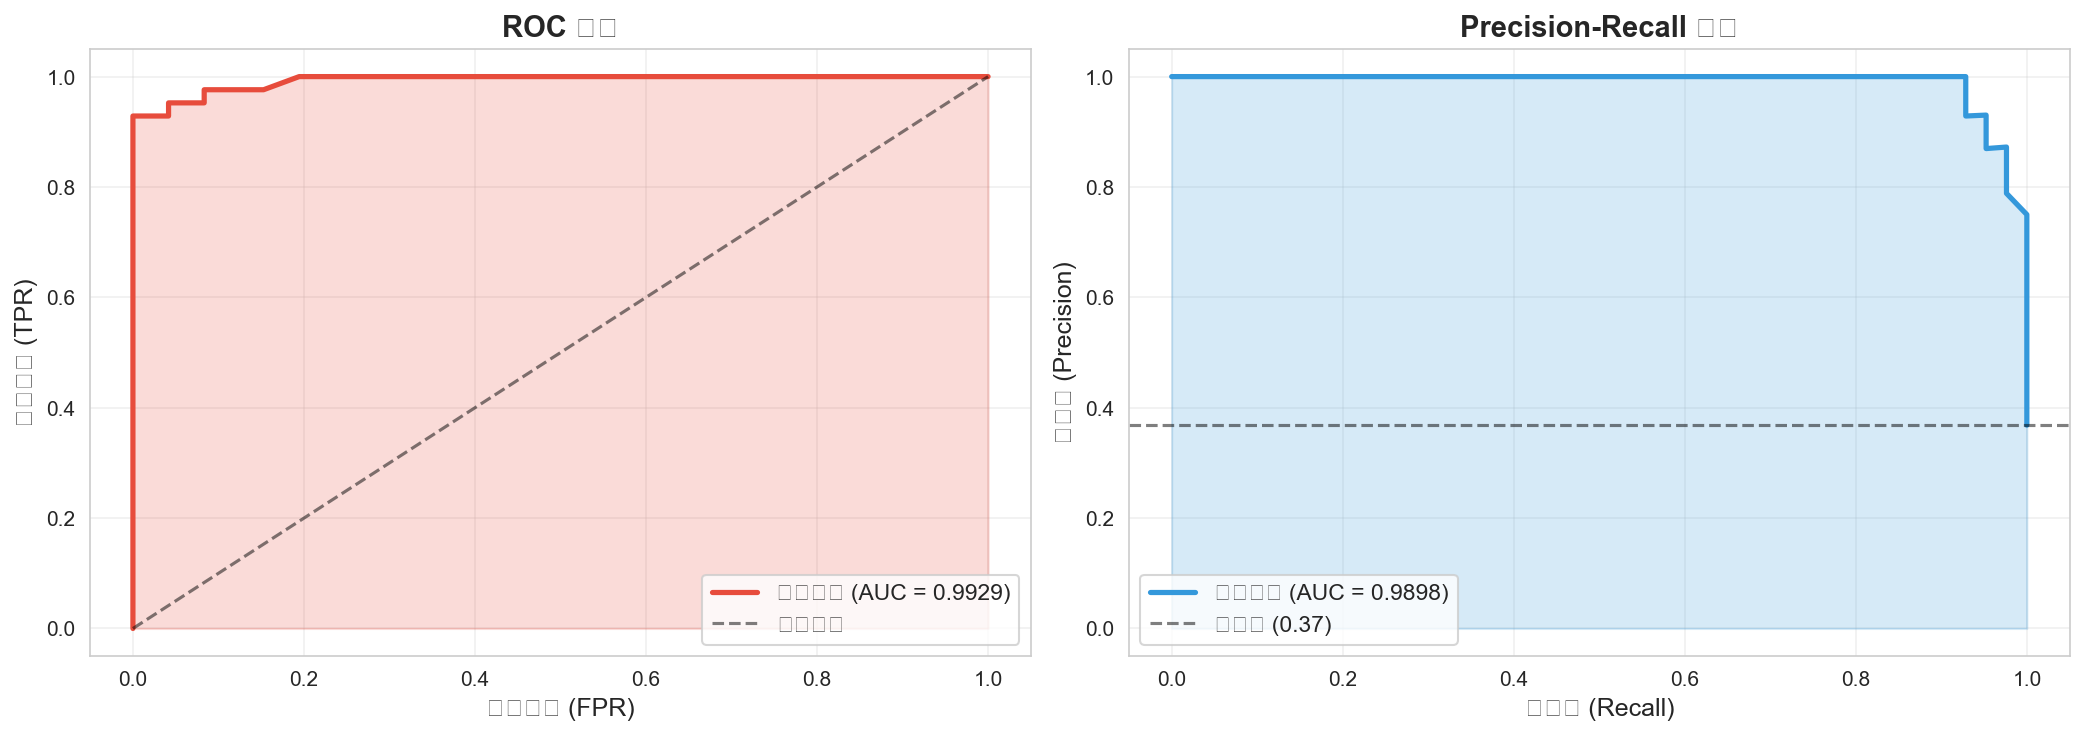 ROC □□
1.0
0.8
0.6
0.4
0.2
0.0
□□□□ (TPR)
□□□□ (AUC = 0.9929)
□□□□
0.0 0.2 0.4 0.6 0.8 1.0
□□□□ (FPR)
Precision-Recall □□
1.0
0.8
0.6
0.4
0.2
0.0
□□□ (Precision)
□□□□ (AUC = 0.9898)
□□□ (0.37)
0.0 0.2 0.4 0.6 0.8 1.0
□□□ (Recall)